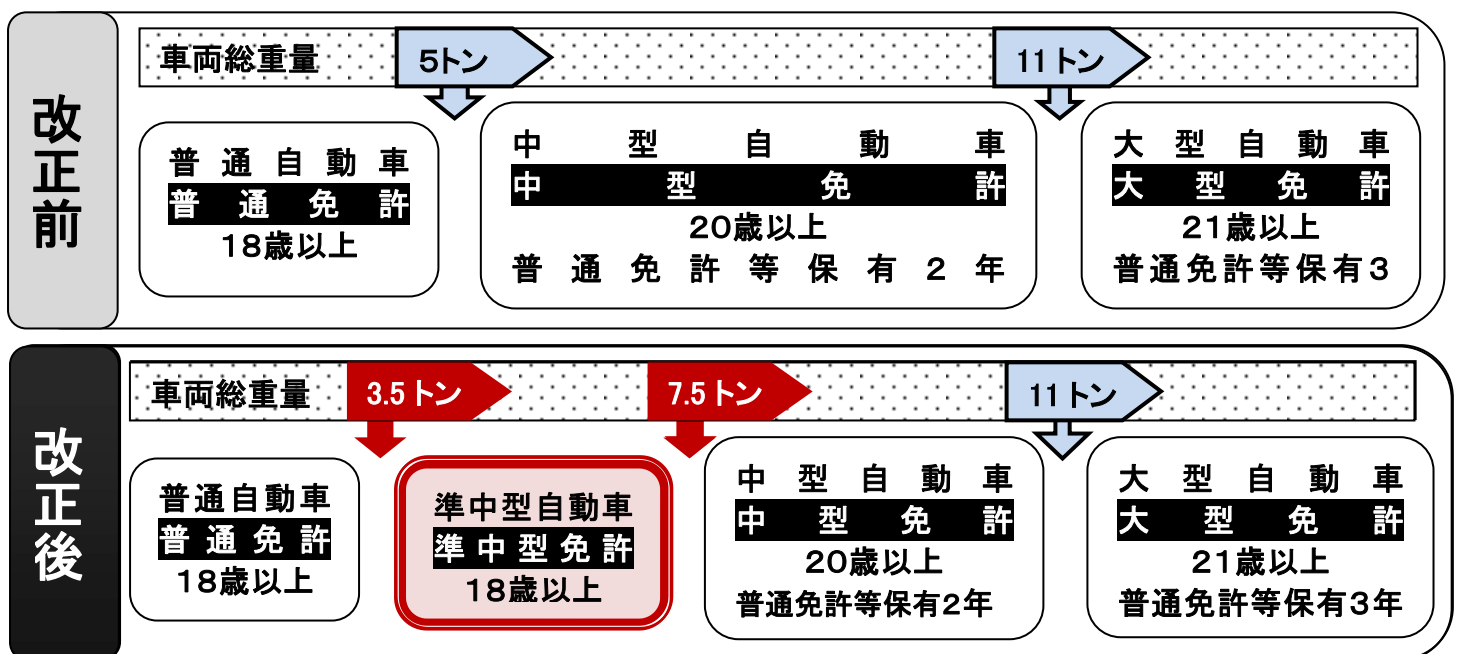 改正前
車両総重量 5トン 11トン
普通自動車
普通免許
18歳以上
中型自動車
中型免許
20歳以上
普通免許等保有2年
大型自動車
大型免許
21歳以上
普通免許等保有3
改正後
車両総重量 3.5トン 7.5トン 11トン
普通自動車
普通免許
18歳以上
準中型自動車
準中型免許
18歳以上
中型自動車
中型免許
20歳以上
普通免許等保有2年
大型自動車
大型免許
21歳以上
普通免許等保有3年